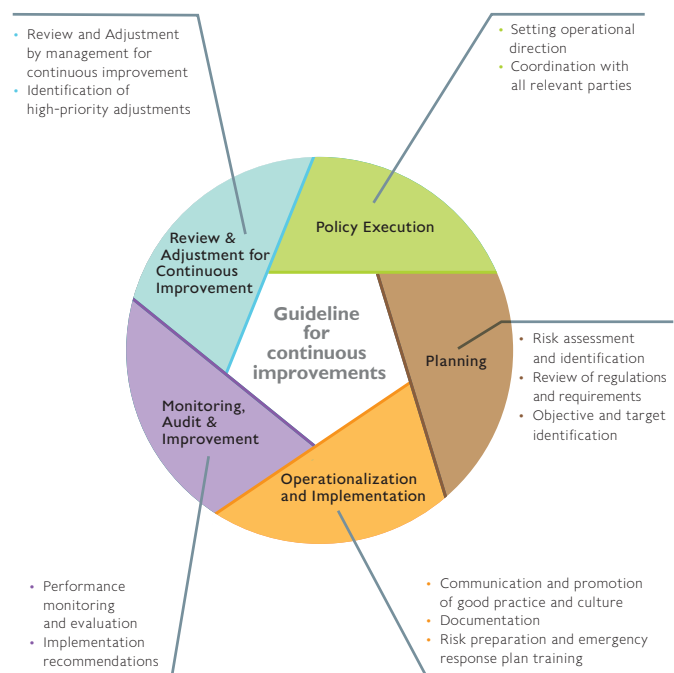 • Review and Adjustment
by management for
continuous improvement
• Identification of
high-priority adjustments
• Setting operational
direction
• Coordination with
all relevant parties
Policy Execution
Review &
Adjustment for
Continuous
Improvement
Guideline
for
continuous
improvements
Planning
• Risk assessment
and identification
• Review of regulations
and requirements
• Objective and target
identification
Monitoring,
Audit &
Improvement
Operationalization
and Implementation
• Performance
monitoring
and evaluation
• Implementation
recommendations
• Communication and promotion
of good practice and culture
• Documentation
• Risk preparation and emergency
response plan training